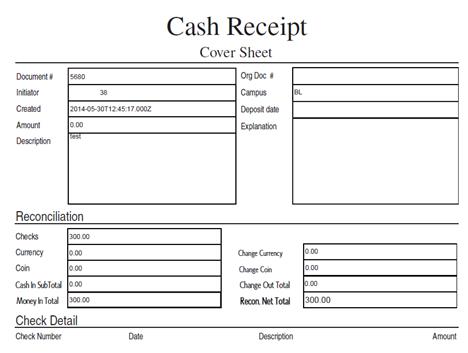 Cash Receipt
Cover Sheet
Document # 5680 Org Doc #
Initiator 38 Campus BL
Created 2014-05-30T12:45:17.000Z Deposit date
Amount 0.00 Explanation
Description test
Reconciliation
Checks 300.00
Currency 0.00 Change Currency 0.00
Coin 0.00 Change Coin 0.00
Cash In SubTotal 0.00 Change Out Total 0.00
Money In Total 300.00 Recon. Net Total 300.00
Check Detail
Check Number Date Description Amount